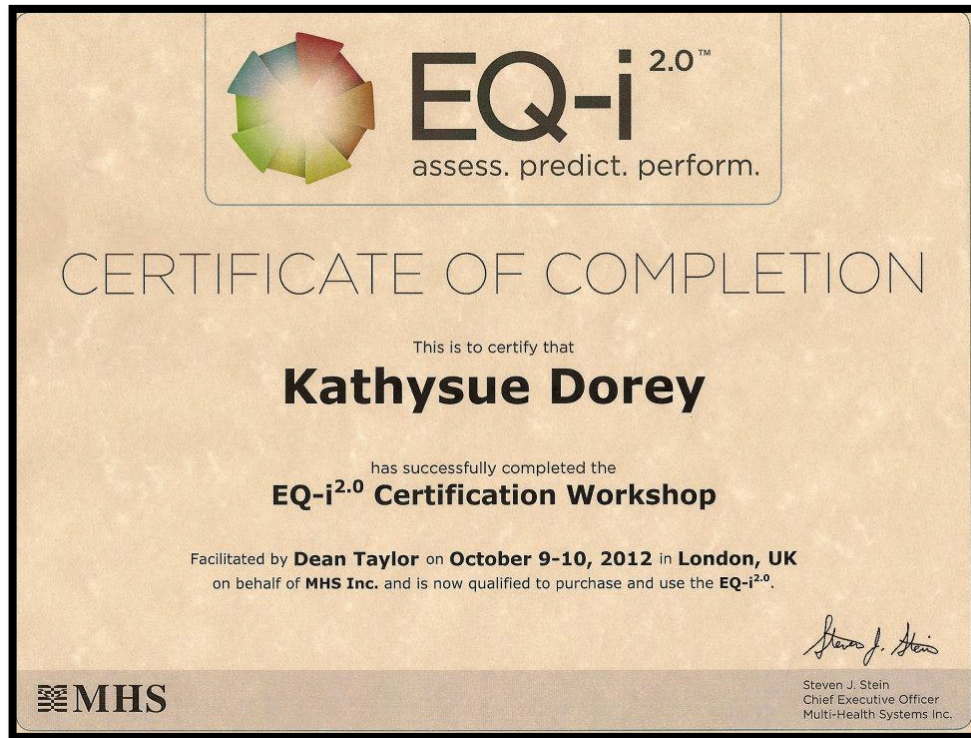 EQ-i 2.0™
assess. predict. perform.
CERTIFICATE OF COMPLETION
This is to certify that
Kathysue Dorey
has successfully completed the
EQ-i2.0 Certification Workshop
Facilitated by Dean Taylor on October 9-10, 2012 in London, UK
on behalf of MHS Inc. and is now qualified to purchase and use the EQ-i2.0.
Steven J. Stein
MHS
Steven J. Stein
Chief Executive Officer
Multi-Health Systems Inc.